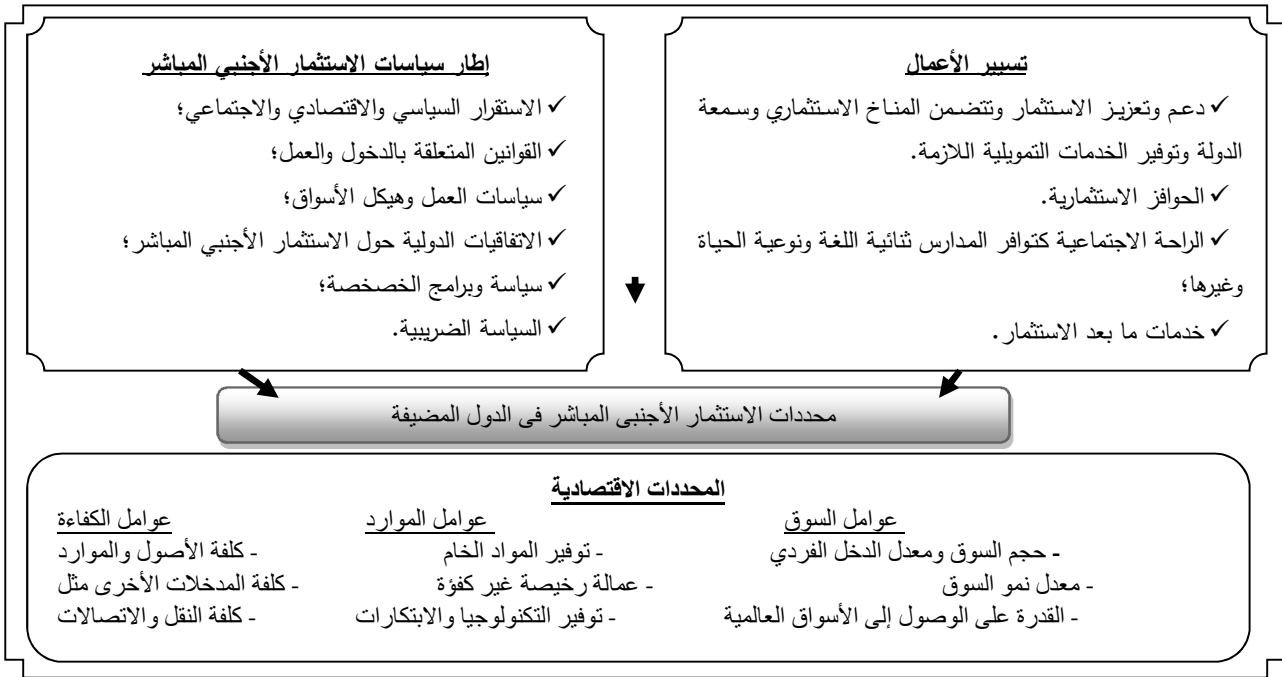 تسيير الأعمال
✓ دعم وتعزيز الاستثمار وتتضمن المناخ الاستثماري وسمعة
الدولة وتوفير الخدمات التمويلية اللازمة.
✓ الحوافز الاستثمارية.
✓ الراحة الاجتماعية كتوافر المدارس ثنائية اللغة ونوعية الحياة
وغيرها؛
✓ خدمات ما بعد الاستثمار.
إطار سياسات الاستثمار الأجنبي المباشر
✓ الاستقرار السياسي والاقتصادي والاجتماعي؛
✓ القوانين المتعلقة بالدخول والعمل؛
✓ سياسات العمل وهيكل الأسواق؛
✓ الاتفاقيات الدولية حول الاستثمار الأجنبي المباشر؛
✓ سياسة وبرامج الخصخصة؛
✓ السياسة الضريبية.
محددات الاستثمار الأجنبي المباشر في الدول المضيفة
المحددات الاقتصادية
عوامل السوق
- حجم السوق ومعدل الدخل الفردي
- معدل نمو السوق
- القدرة على الوصول إلى الأسواق العالمية
عوامل الموارد
- توفير المواد الخام
- عمالة رخيصة غير كفؤة
- توفير التكنولوجيا والابتكارات
عوامل الكفاءة
- كلفة الأصول والموارد
- كلفة المدخلات الأخرى مثل
- كلفة النقل والاتصالات